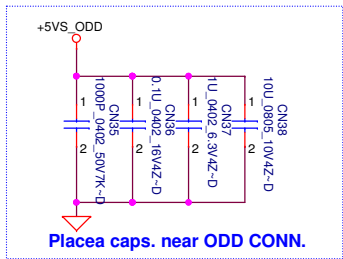 +5VS_ODD
1
1
1
1
CN35
1000P_0402_50V7K~D
CN36
0.1U_0402_16V4Z~D
CN37
1U_0402_6.3V4Z~D
CN38
10U_0805_10V4Z~D
2
2
2
2
Placea caps. near ODD CONN.